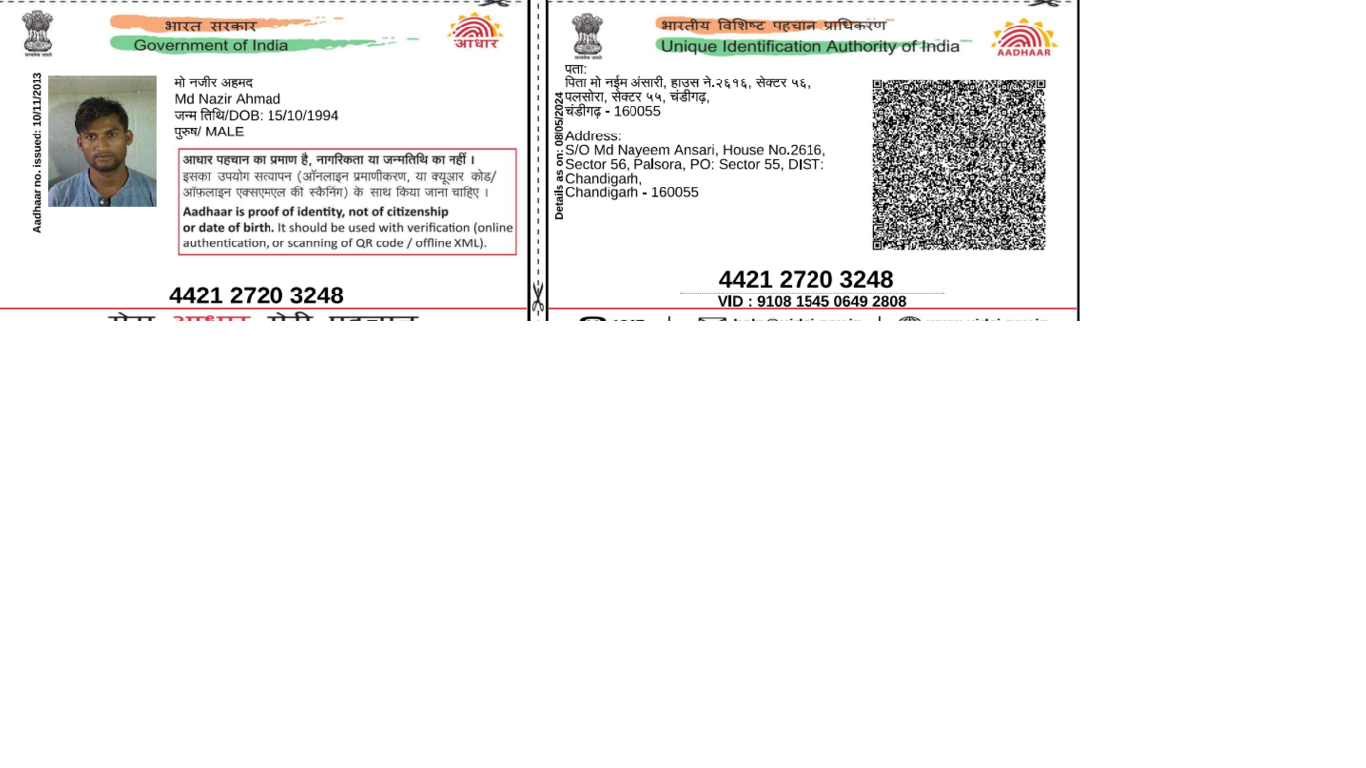 भारत सरकार
Government of India
आधार
Aadhaar no. issued: 10/11/2013
मो नजीर अहमद
Md Nazir Ahmad
जन्म तिथि/DOB: 15/10/1994
पुरुष/ MALE
आधार पहचान का प्रमाण है, नागरिकता या जन्मतिथि का नहीं ।
इसका उपयोग सत्यापन (ऑनलाइन प्रमाणीकरण, या क्यूआर कोड/
ऑफ़लाइन एक्सएमएल की स्कैनिंग) के साथ किया जाना चाहिए ।
Aadhaar is proof of identity, not of citizenship
or date of birth. It should be used with verification (online
authentication, or scanning of QR code / offline XML).
4421 2720 3248
मेरा आधार मेरी पहचान
भारतीय विशिष्ट पहचान प्राधिकरण
Unique Identification Authority of India
AADHAAR
Details as on: 08/05/2024
पता:
पिता मो नईम अंसारी, हाउस ने.२६१६, सेक्टर ५६,
पलसोरा, सेक्टर ५५, चंडीगढ़,
चंडीगढ़ - 160055
Address:
S/O Md Nayeem Ansari, House No.2616,
Sector 56, Palsora, PO: Sector 55, DIST:
Chandigarh,
Chandigarh - 160055
4421 2720 3248
VID : 9108 1545 0649 2808